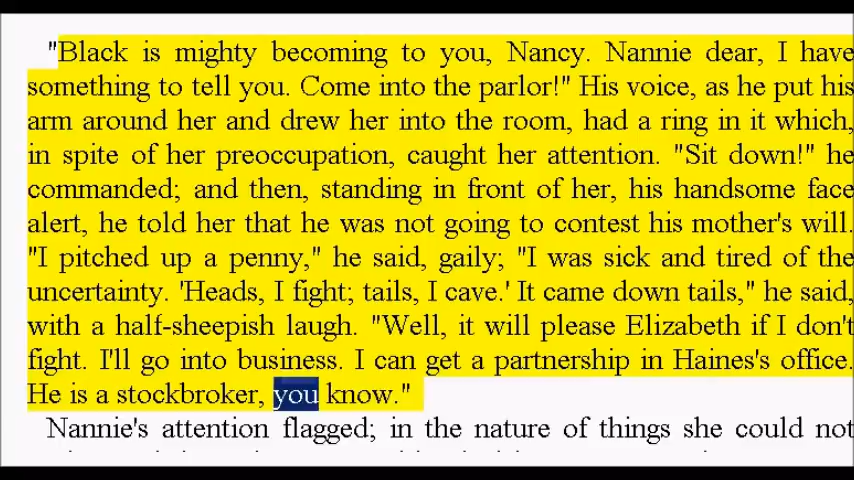 "Black is mighty becoming to you, Nancy. Nannie dear, I have
something to tell you. Come into the parlor!" His voice, as he put his
arm around her and drew her into the room, had a ring in it which,
in spite of her preoccupation, caught her attention. "Sit down!" he
commanded; and then, standing in front of her, his handsome face
alert, he told her that he was not going to contest his mother's will.
"I pitched up a penny," he said, gaily; "I was sick and tired of the
uncertainty. 'Heads, I fight; tails, I cave.' It came down tails," he said,
with a half-sheepish laugh. "Well, it will please Elizabeth if I don't
fight. I'll go into business. I can get a partnership in Haines's office.
He is a stockbroker, you know."
Nannie's attention flagged; in the nature of things she could not